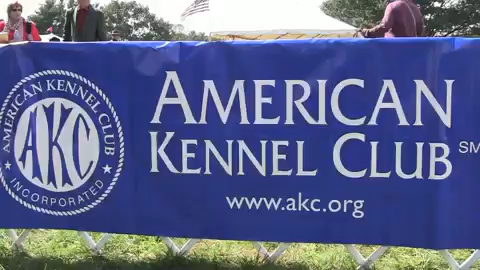 AMERICAN KENNEL CLUB
AKC
INCORPORATED
AMERICAN
KENNEL CLUB SM
www.akc.org